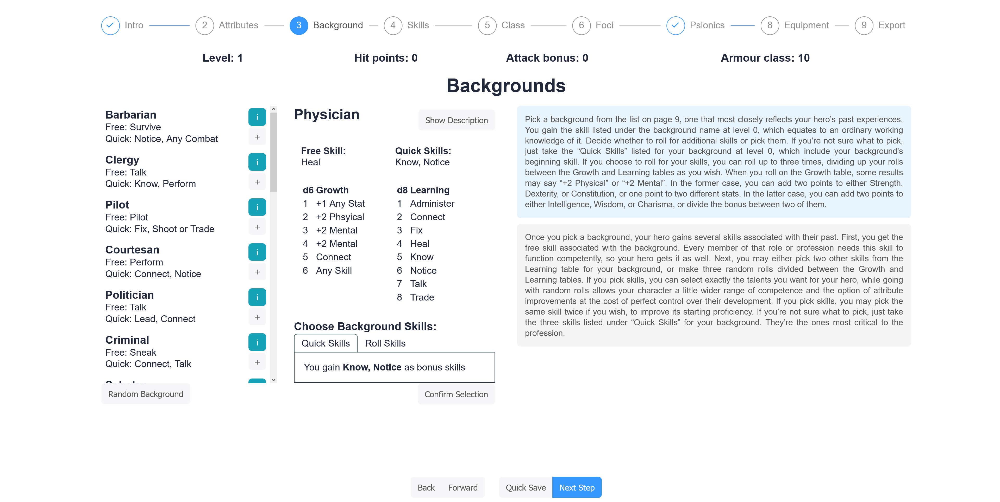 Intro
2 Attributes
3 Background
4 Skills
5 Class
6 Foci
Psionics
8 Equipment
9 Export
Level: 1
Hit points: 0
Attack bonus: 0
Armour class: 10
Backgrounds
Barbarian
Free: Survive
Quick: Notice, Any Combat
i
+
Clergy
Free: Talk
Quick: Know, Perform
i
+
Pilot
Free: Pilot
Quick: Fix, Shoot or Trade
i
+
Courtesan
Free: Perform
Quick: Connect, Notice
i
+
Politician
Free: Talk
Quick: Lead, Connect
i
+
Criminal
Free: Sneak
Quick: Connect, Talk
i
+
Random Background
Physician
Show Description
Free Skill:
Heal
Quick Skills:
Know, Notice
d6 Growth
1 +1 Any Stat
2 +2 Phsyical
3 +2 Mental
4 +2 Mental
5 Connect
6 Any Skill
d8 Learning
1 Administer
2 Connect
3 Fix
4 Heal
5 Know
6 Notice
7 Talk
8 Trade
Choose Background Skills:
Quick Skills
Roll Skills
You gain Know, Notice as bonus skills
Confirm Selection
Pick a background from the list on page 9, one that most closely reflects your hero’s past experiences.
You gain the skill listed under the background name at level 0, which equates to an ordinary working
knowledge of it. Decide whether to roll for additional skills or pick them. If you’re not sure what to pick,
just take the “Quick Skills” listed for your background at level 0, which include your background’s
beginning skill. If you choose to roll for your skills, you can roll up to three times, dividing up your rolls
between the Growth and Learning tables as you wish. When you roll on the Growth table, some results
may say “+2 Physical” or “+2 Mental”. In the former case, you can add two points to either Strength,
Dexterity, or Constitution, or one point to two different stats. In the latter case, you can add two points to
either Intelligence, Wisdom, or Charisma, or divide the bonus between two of them.
Once you pick a background, your hero gains several skills associated with their past. First, you get the
free skill associated with the background. Every member of that role or profession needs this skill to
function competently, so your hero gets it as well. Next, you may either pick two other skills from the
Learning table for your background, or make three random rolls divided between the Growth and
Learning tables. If you pick skills, you can select exactly the talents you want for your hero, while going
with random rolls allows your character a little wider range of competence and the option of attribute
improvements at the cost of perfect control over their development. If you pick skills, you may pick the
same skill twice if you wish, to improve its starting proficiency. If you’re not sure what to pick, just take
the three skills listed under “Quick Skills” for your background. They’re the ones most critical to the
profession.
Back
Forward
Quick Save
Next Step